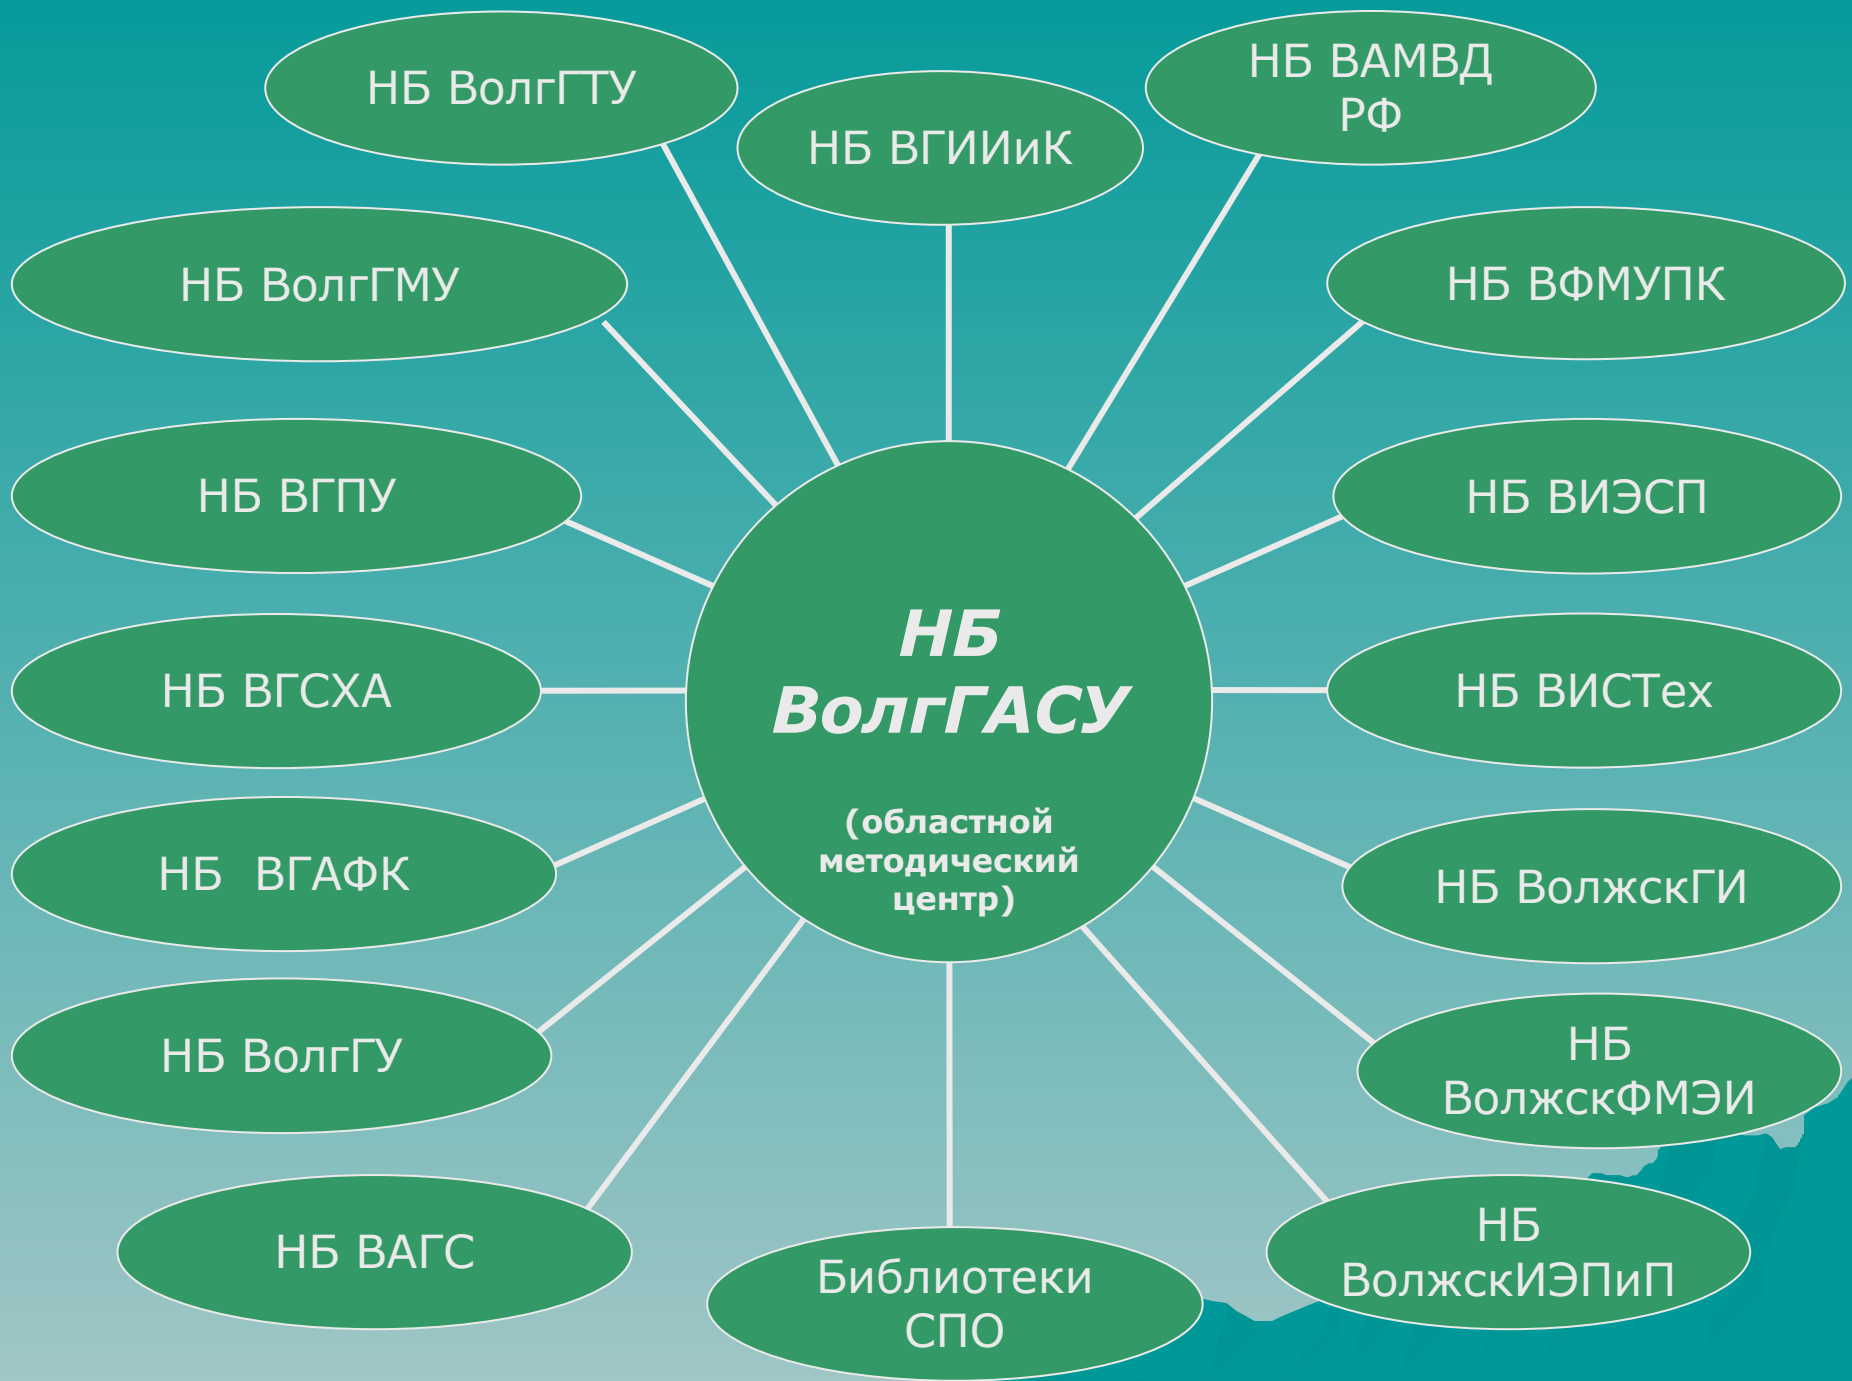 НБ ВолгГТУ
НБ ВГИИиК
НБ ВАМВД
РФ
НБ ВолгГМУ
НБ ВФМУПК
НБ ВГПУ
НБ ВИЭСП
НБ ВГСХА
НБ
ВолгГАСУ
(областной
методический
центр)
НБ ВИСТех
НБ ВГАФК
НБ ВолжскГИ
НБ ВолгГУ
НБ
ВолжскФМЭИ
НБ ВАГС
Библиотеки
СПО
НБ
ВолжскИЭПиП